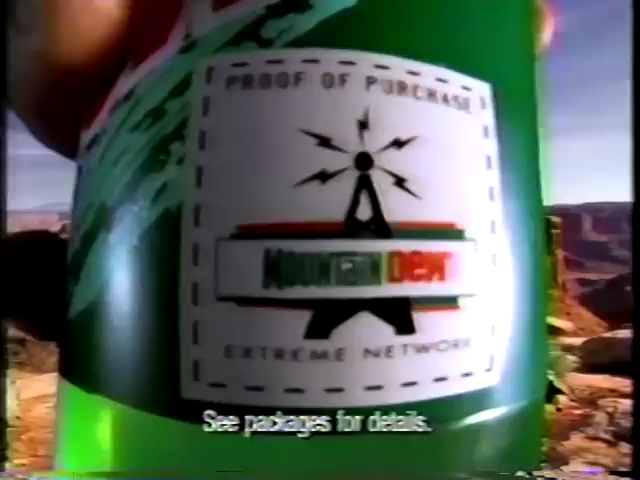 PROOF OF PURCHASE
MOUNTAIN DEW
EXTREME NETWORK
See packages for details.